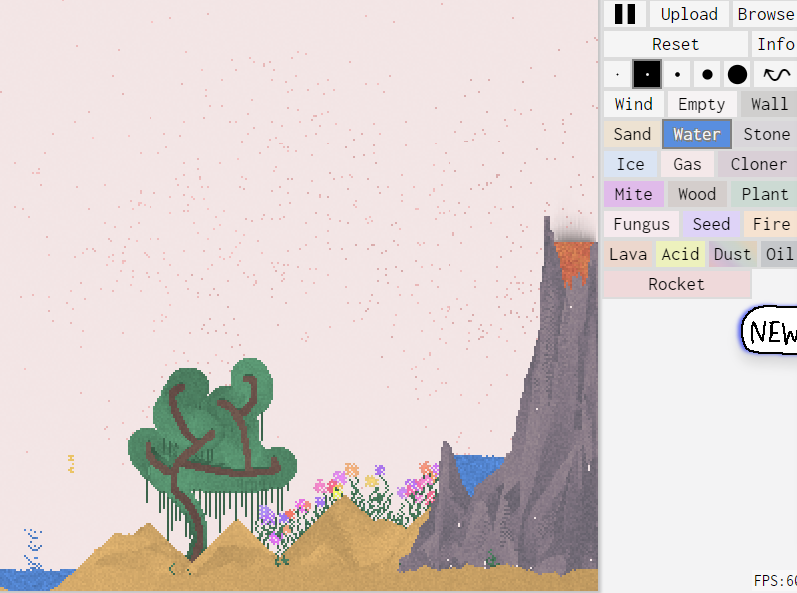 Upload Browse
Reset Info
Wind Empty Wall
Sand Water Stone
Ice Gas Cloner
Mite Wood Plant
Fungus Seed Fire
Lava Acid Dust Oil
Rocket
NEW
FPS:60